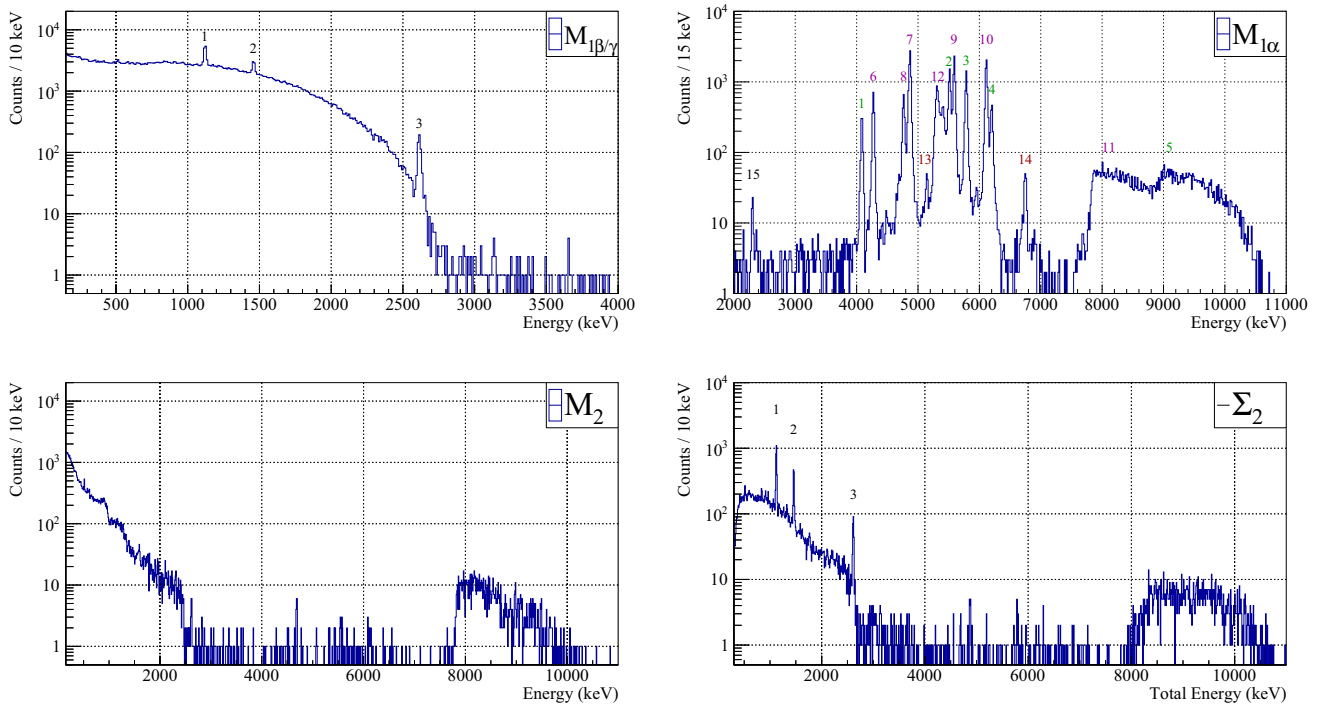 Counts / 10 keV
10⁴
10³
10²
10
1
1
2
3
M1β/γ
500 1000 1500 2000 2500 3000 3500 4000
Energy (keV)
Counts / 15 keV
10⁴
10³
10²
10
1
15
1
6
8
7
13
12
2
9
3
10
4
14
11
5
M1α
2000 3000 4000 5000 6000 7000 8000 9000 10000 11000
Energy (keV)
Counts / 10 keV
10⁴
10³
10²
10
1
M2
2000 4000 6000 8000 10000
Energy (keV)
Counts / 10 keV
10⁴
10³
10²
10
1
1
2
3
Σ2
2000 4000 6000 8000 10000
Total Energy (keV)